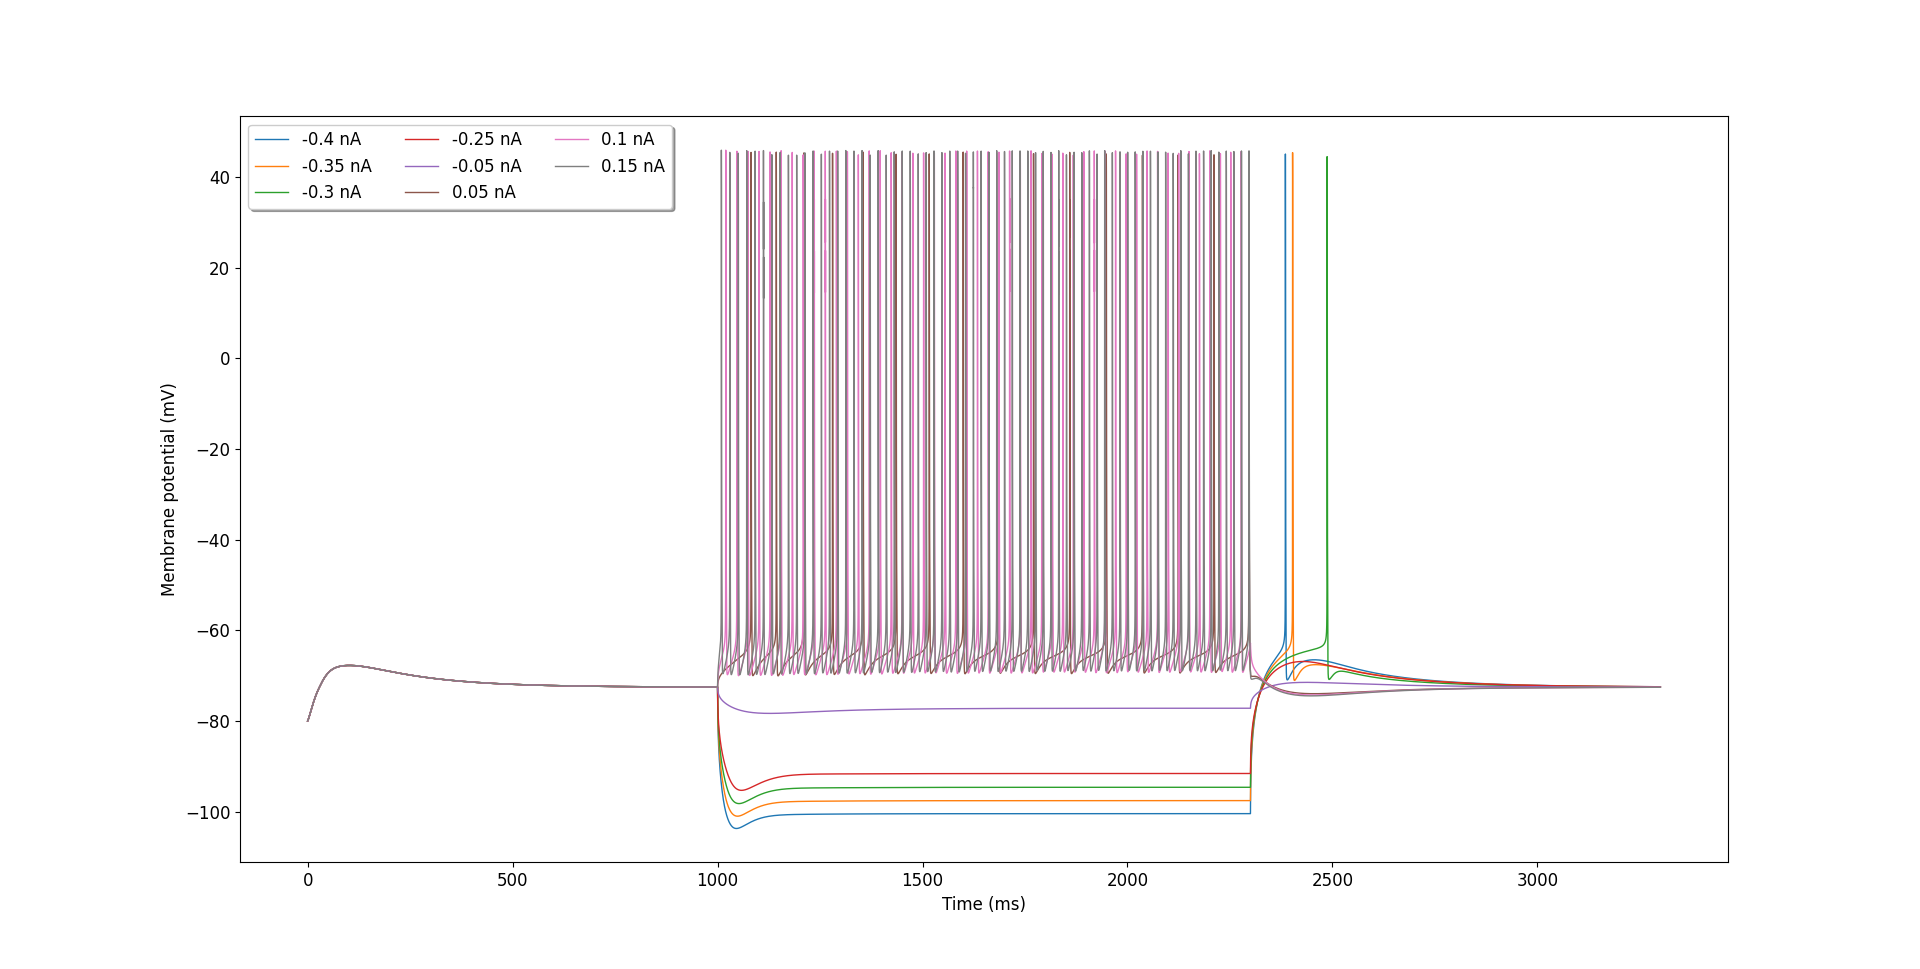 -0.4 nA
-0.35 nA
-0.3 nA
-0.25 nA
-0.05 nA
0.05 nA
0.1 nA
0.15 nA
40
20
0
−20
−40
−60
−80
−100
Membrane potential (mV)
0
500
1000
1500
2000
2500
3000
Time (ms)